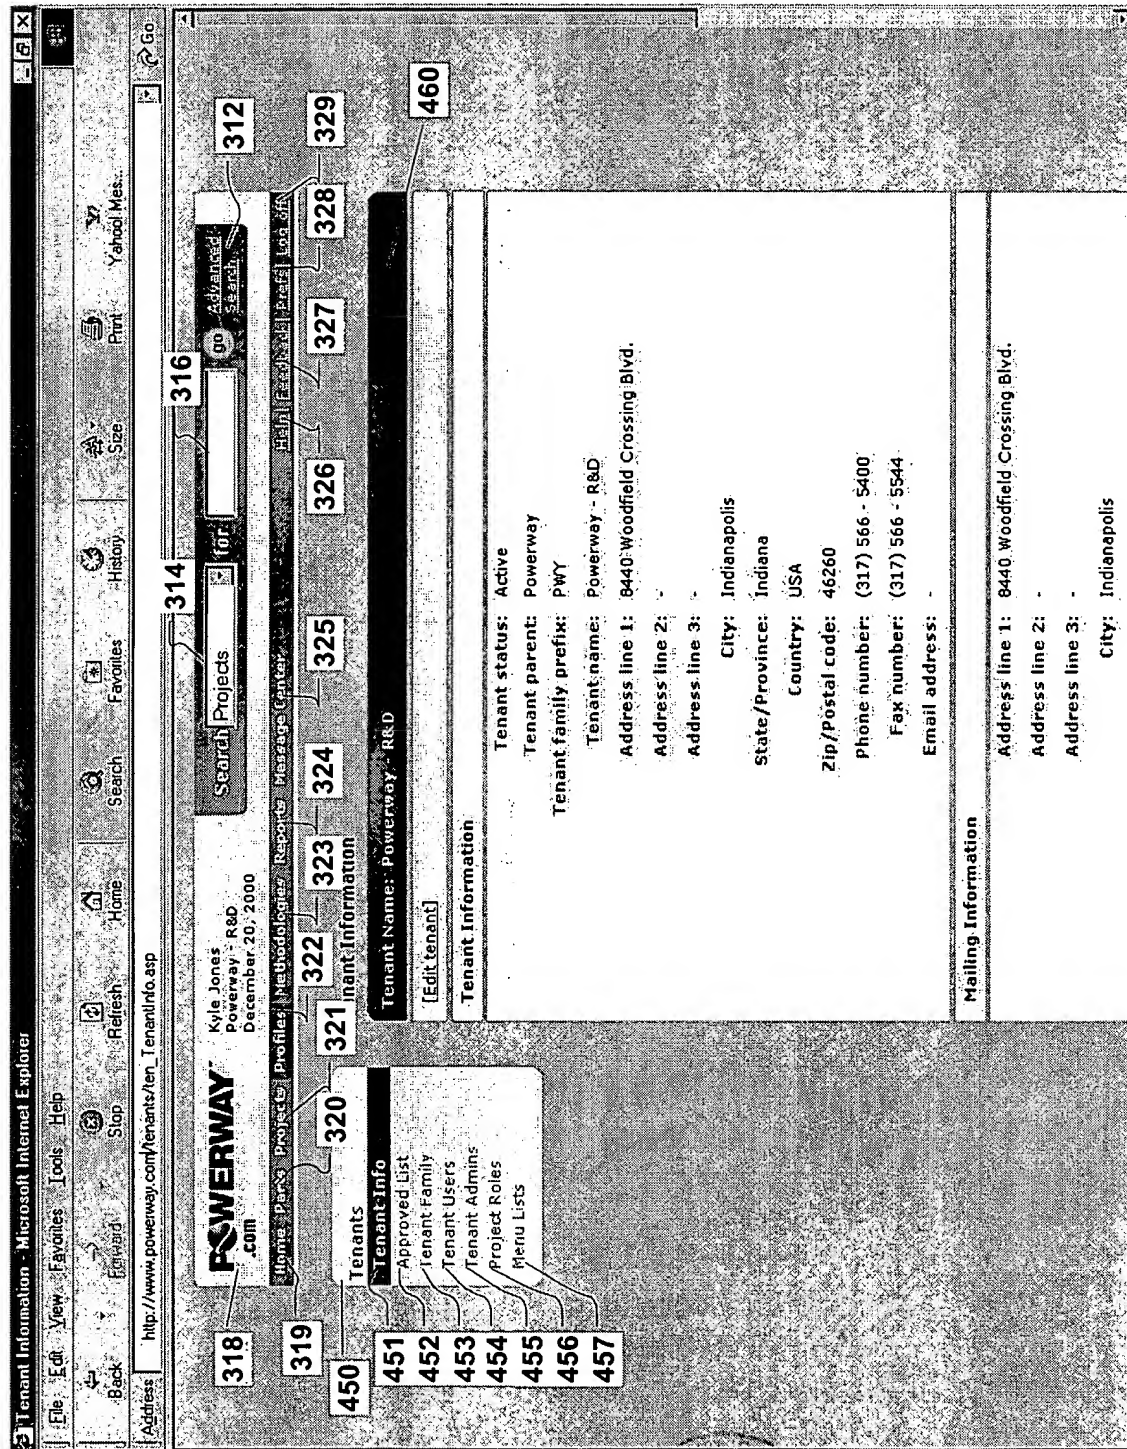 Tenant Information - Microsoft Internet Explorer
File Edit View Favorites Tools Help
Back Forward Stop Refresh Home Search Favorites History Size Print Yahoo! Mes...
Address http://www.powerway.com/tenants/ten_TenantInfo.asp Go
314 316
318 POWERWAY .com
Kyle Jones
Powerway - R&D
December 20, 2000
Search Projects for go Advanced Search 312
Home Parts Projects Profiles Methodologies Reports Message Center Help Feedback Prefs Log off
319 320 321 322 323 324 325 326 327 328 329
450 Tenants
451 Tenant Info
452 Approved List
453 Tenant Family
454 Tenant Users
455 Tenant Admins
456 Project Roles
457 Menu Lists
nant Information
Tenant Name: Powerway - R&D 460
[Edit tenant]
Tenant Information
Tenant status: Active
Tenant parent: Powerway
Tenant family prefix: PWY
Tenant name: Powerway - R&D
Address line 1: 8440 Woodfield Crossing Blvd.
Address line 2: -
Address line 3: -
City: Indianapolis
State/Province: Indiana
Country: USA
Zip/Postal code: 46260
Phone number: (317) 566 - 5400
Fax number: (317) 566 - 5544
Email address: -
Mailing Information
Address line 1: 8440 Woodfield Crossing Blvd.
Address line 2: -
Address line 3: -
City: Indianapolis